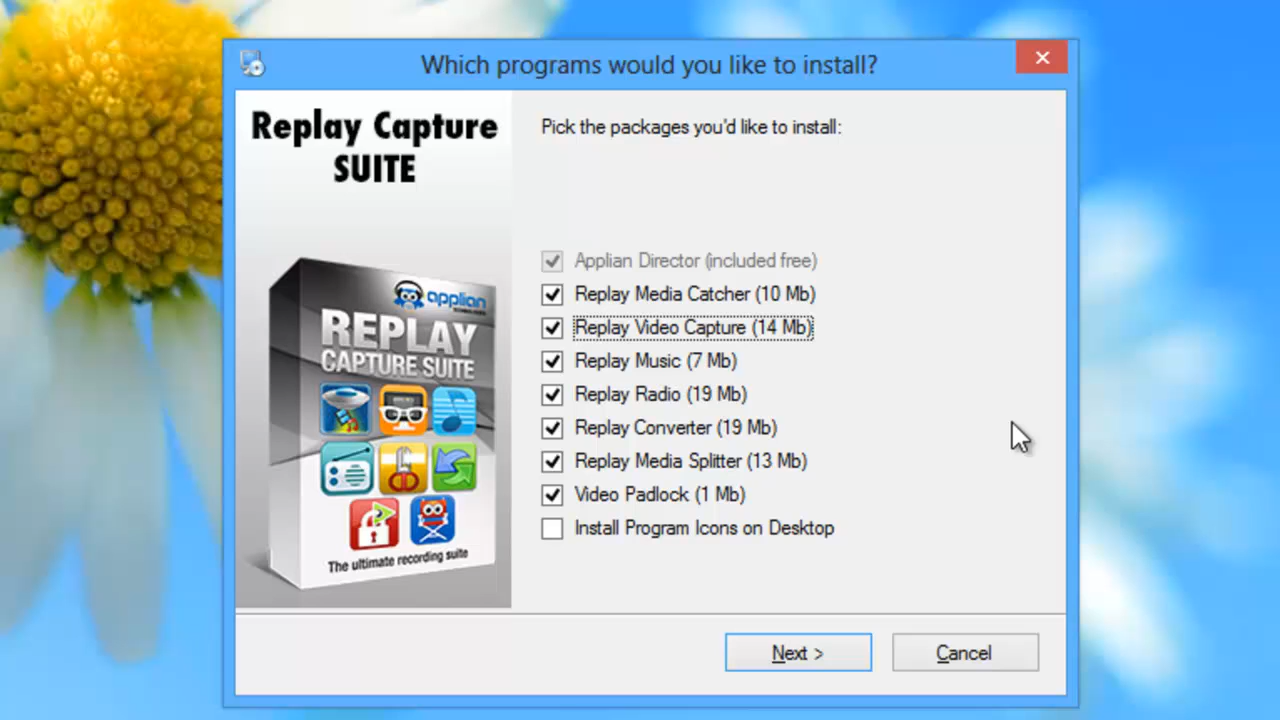 Which programs would you like to install?
Replay Capture
SUITE
Pick the packages you'd like to install:
Applian Director (included free)
Replay Media Catcher (10 Mb)
Replay Video Capture (14 Mb)
Replay Music (7 Mb)
Replay Radio (19 Mb)
Replay Converter (19 Mb)
Replay Media Splitter (13 Mb)
Video Padlock (1 Mb)
Install Program Icons on Desktop
applian
TECHNOLOGIES
REPLAY
CAPTURE SUITE
The ultimate recording suite
Next >
Cancel